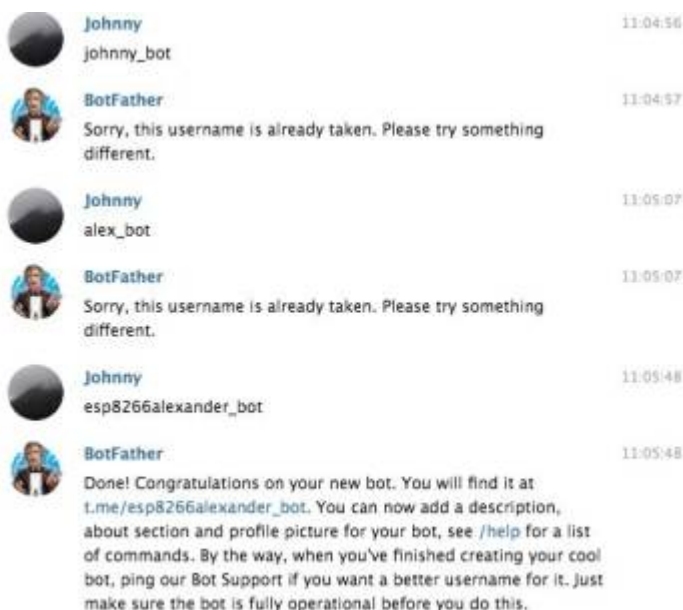 Johnny 11:04:56
johnny_bot
BotFather 11:04:57
Sorry, this username is already taken. Please try something
different.
Johnny 11:05:07
alex_bot
BotFather 11:05:07
Sorry, this username is already taken. Please try something
different.
Johnny 11:05:48
esp8266alexander_bot
BotFather 11:05:48
Done! Congratulations on your new bot. You will find it at
t.me/esp8266alexander_bot. You can now add a description,
about section and profile picture for your bot, see /help for a list
of commands. By the way, when you've finished creating your cool
bot, ping our Bot Support if you want a better username for it. Just
make sure the bot is fully operational before you do this.